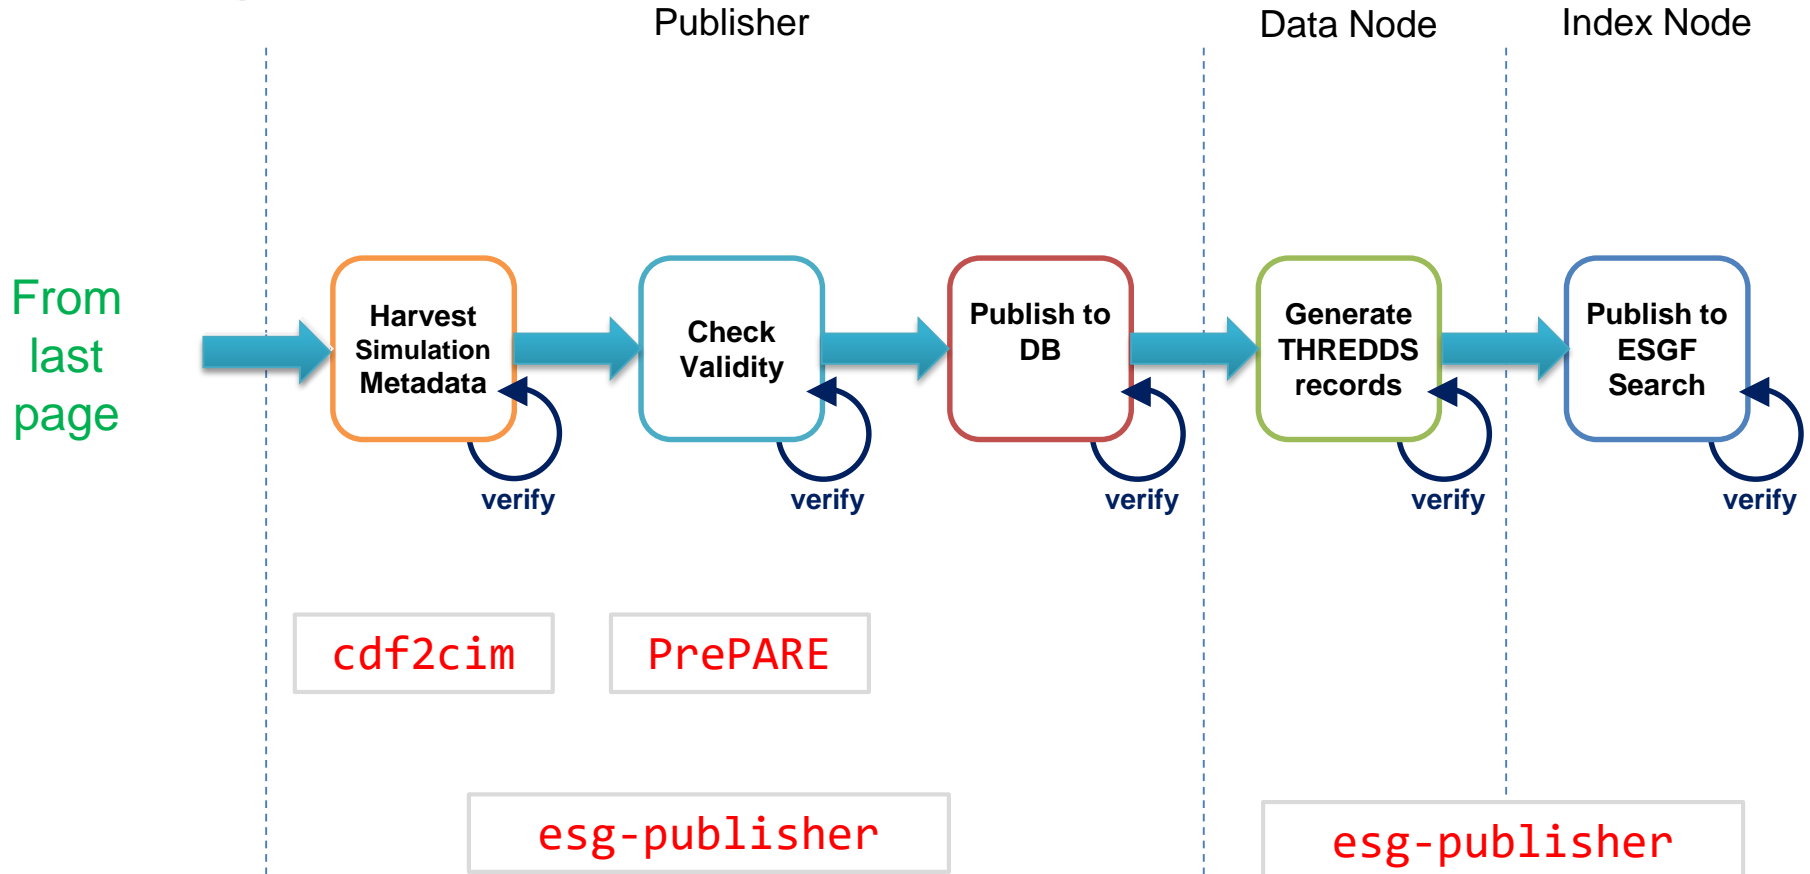 Publisher
Data Node
Index Node
From
last
page
Harvest
Simulation
Metadata
Check
Validity
Publish to
DB
Generate
THREDDS
records
Publish to
ESGF
Search
verify
verify
verify
verify
verify
cdf2cim
PrePARE
esg-publisher
esg-publisher